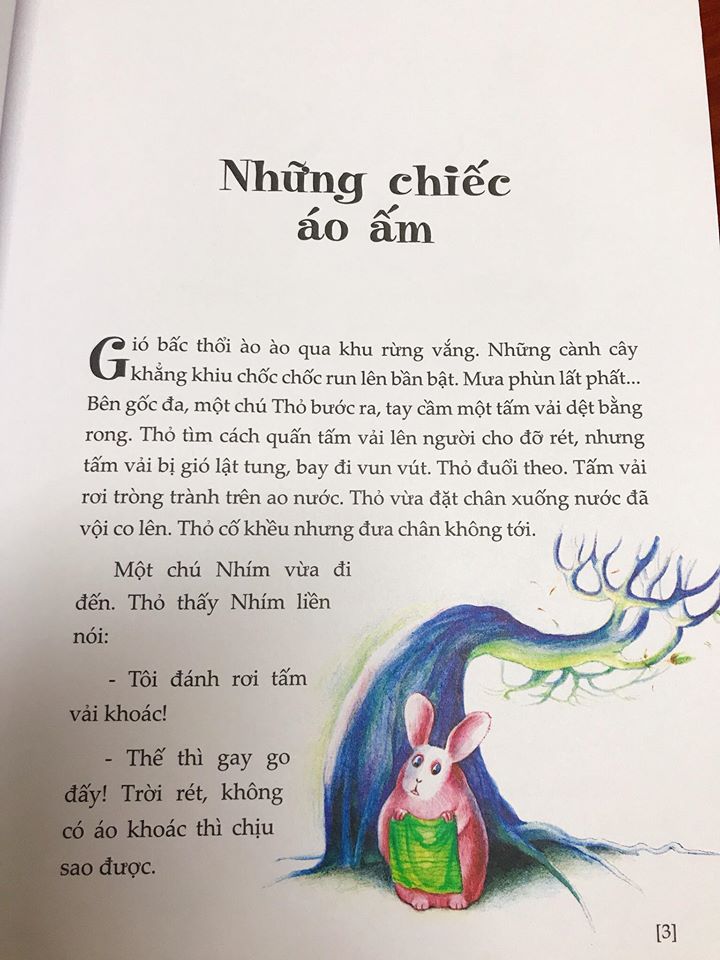 Những chiếc
áo ấm
Gió bấc thổi ào ào qua khu rừng vắng. Những cành cây
khẳng khiu chốc chốc run lên bần bật. Mưa phùn lất phất...
Bên gốc đa, một chú Thỏ bước ra, tay cầm một tấm vải dệt bằng
rong. Thỏ tìm cách quấn tấm vải lên người cho đỡ rét, nhưng
tấm vải bị gió lật tung, bay đi vun vút. Thỏ đuổi theo. Tấm vải
rơi tròng trành trên ao nước. Thỏ vừa đặt chân xuống nước đã
vội co lên. Thỏ cố khều nhưng đưa chân không tới.
Một chú Nhím vừa đi
đến. Thỏ thấy Nhím liền
nói:
- Tôi đánh rơi tấm
vải khoác!
- Thế thì gay go
đấy! Trời rét, không
có áo khoác thì chịu
sao được.
[3]